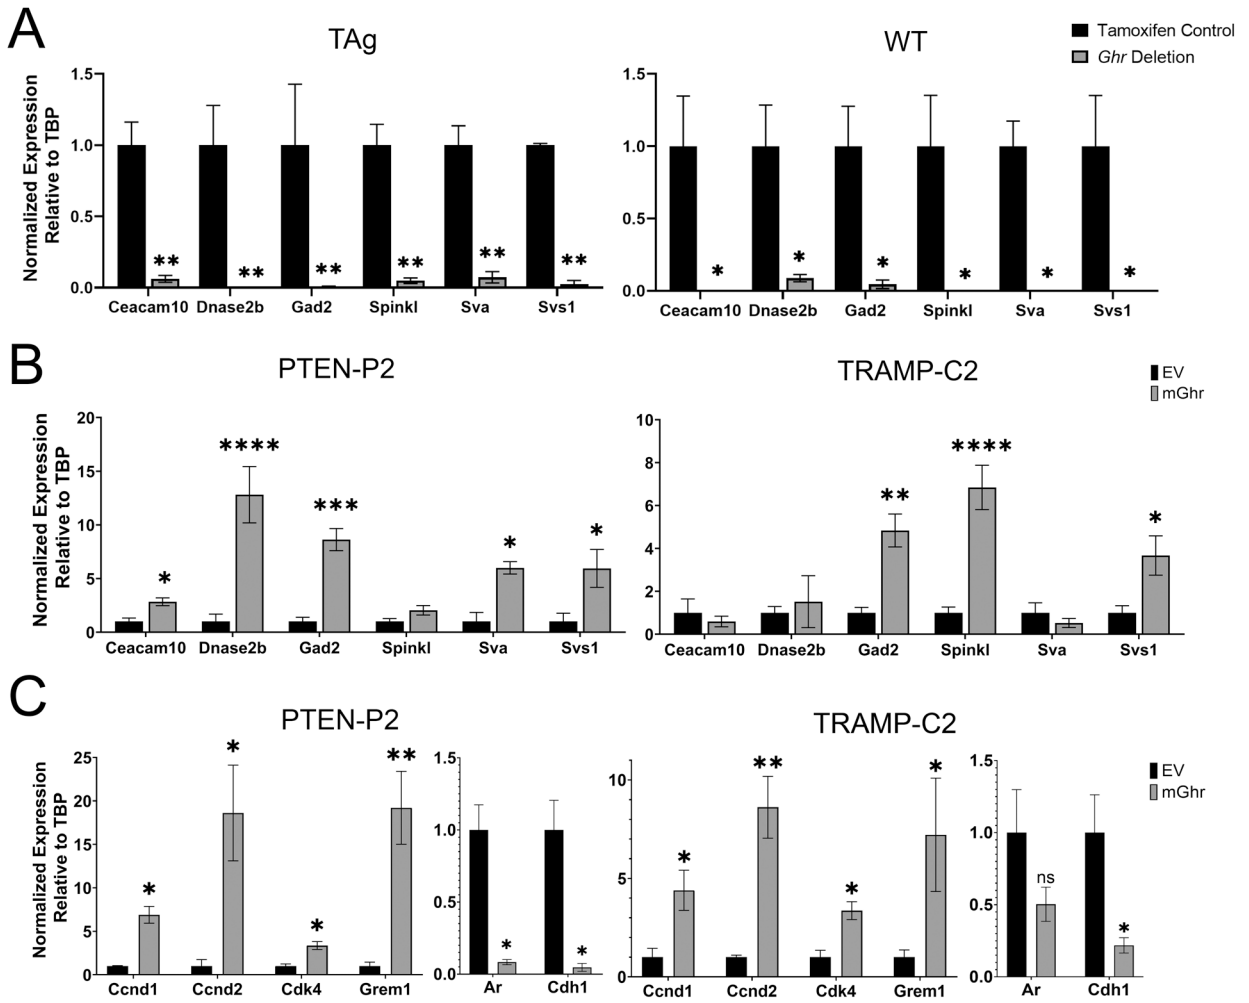 A
TAg
WT
Tamoxifen Control
Ghr Deletion
Normalized Expression
Relative to TBP
1.5
1.0
0.5
0.0
** ** ** ** ** **
Ceacam10 Dnase2b Gad2 Spinkl Sva Svs1
1.5
1.0
0.5
0.0
* * * * * *
Ceacam10 Dnase2b Gad2 Spinkl Sva Svs1
B
PTEN-P2
TRAMP-C2
EV
mGhr
Normalized Expression
Relative to TBP
20
15
10
5
0
* **** *** * *
Ceacam10 Dnase2b Gad2 Spinkl Sva Svs1
10
8
6
4
2
0
** **** *
Ceacam10 Dnase2b Gad2 Spinkl Sva Svs1
C
PTEN-P2
TRAMP-C2
EV
mGhr
Normalized Expression
Relative to TBP
25
20
15
10
5
0
* * * **
Ccnd1 Ccnd2 Cdk4 Grem1
1.5
1.0
0.5
0.0
* *
Ar Cdh1
10
5
0
* ** * *
Ccnd1 Ccnd2 Cdk4 Grem1
1.5
1.0
0.5
0.0
ns *
Ar Cdh1